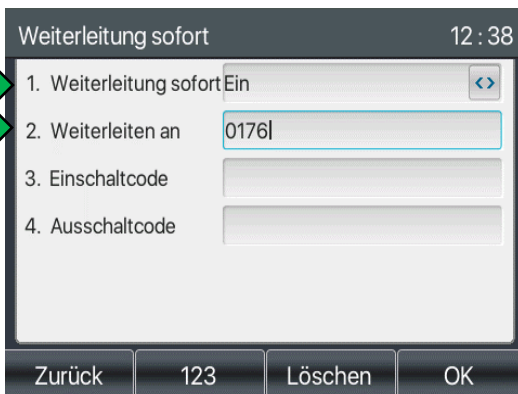 Weiterleitung sofort 12:38
1. Weiterleitung sofort Ein
2. Weiterleiten an 0176
3. Einschaltcode
4. Ausschaltcode
Zurück 123 Löschen OK